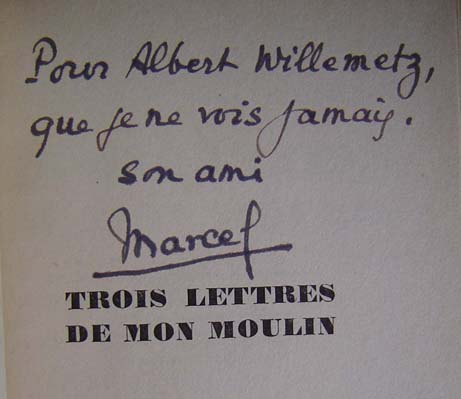 Pour Albert Willemetz,
que je ne vois jamais.
son ami
Marcel
TROIS LETTRES
DE MON MOULIN